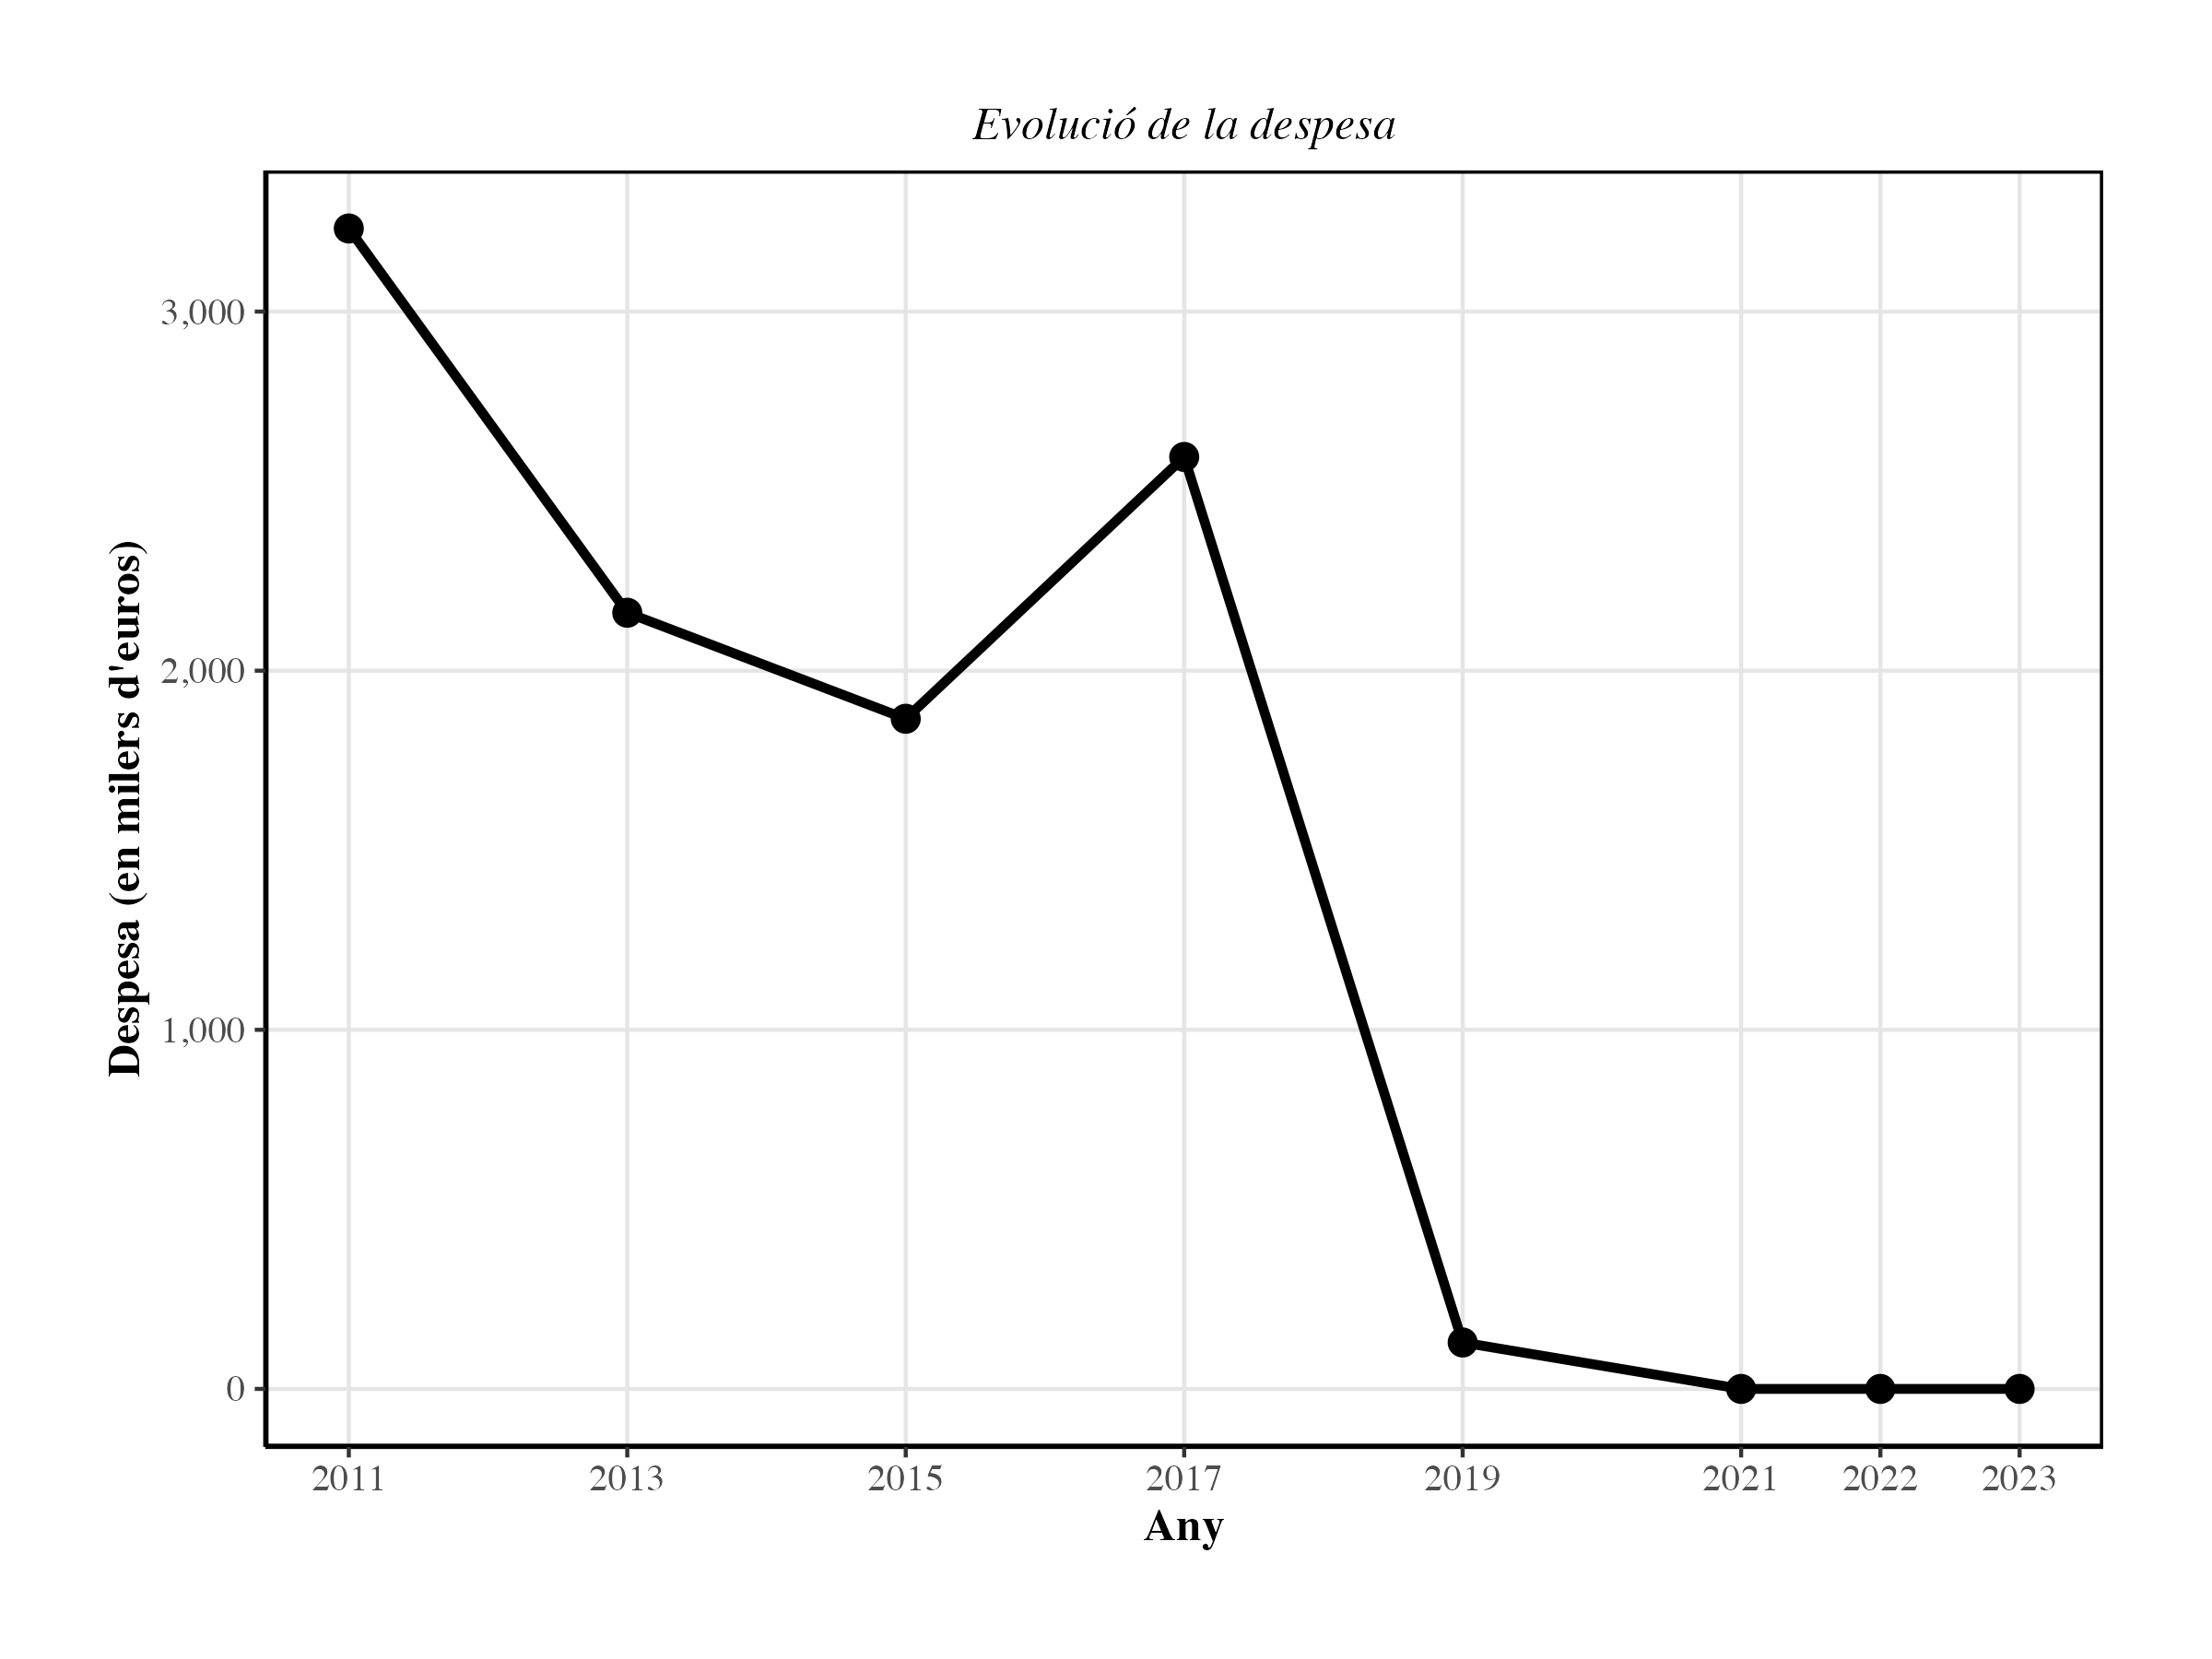 Evolució de la despesa
Despesa (en milers d'euros)
3,000
2,000
1,000
0
2011 2013 2015 2017 2019 2021 2022 2023
Any